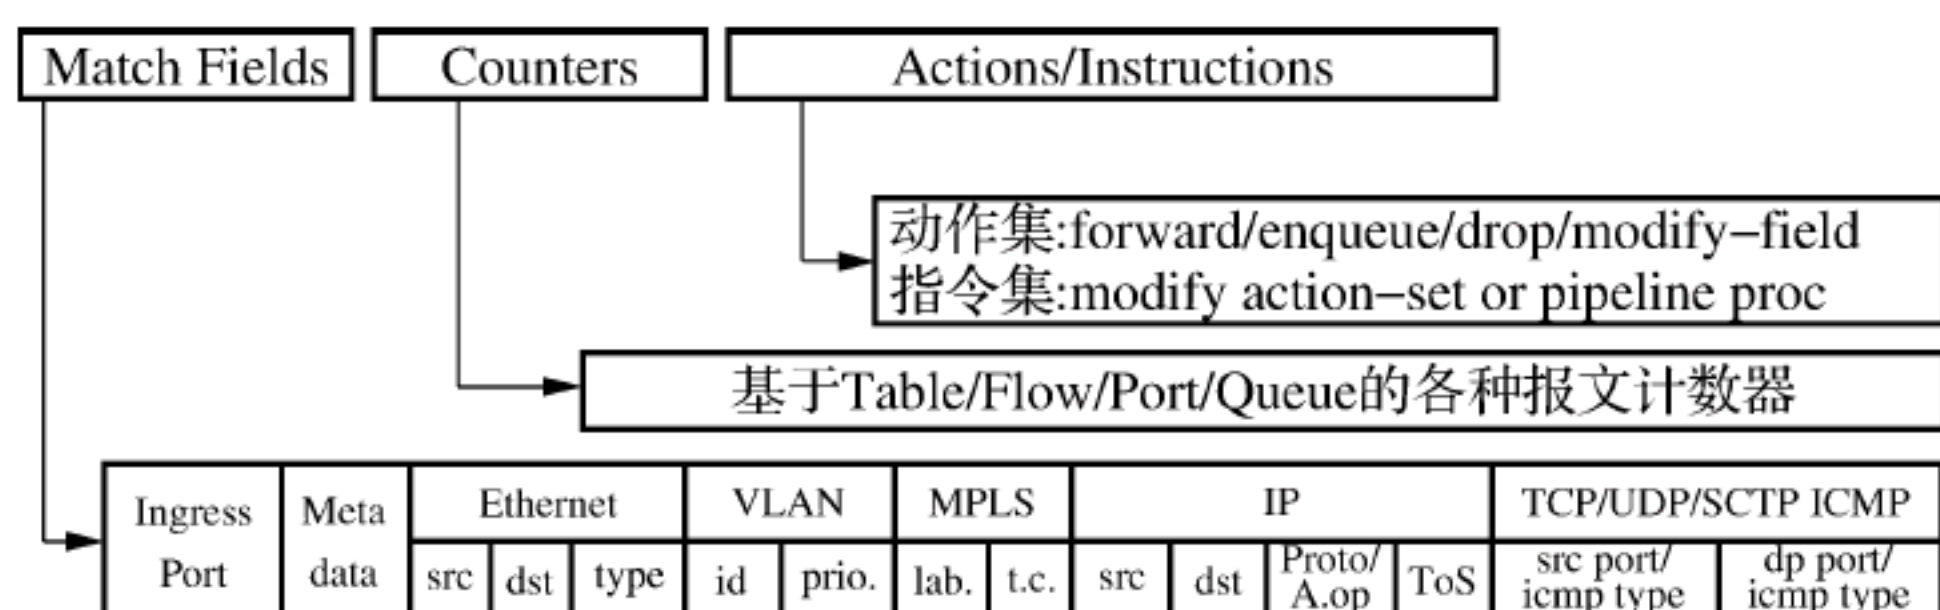 Match Fields
Counters
Actions/Instructions
动作集:forward/enqueue/drop/modify–field
指令集:modify action–set or pipeline proc
基于Table/Flow/Port/Queue的各种报文计数器
Ingress
Port
Meta
data
Ethernet
VLAN
MPLS
IP
TCP/UDP/SCTP ICMP
src
dst
type
id
prio.
lab.
t.c.
src
dst
Proto/
A.op
ToS
src port/
icmp type
dp port/
icmp type